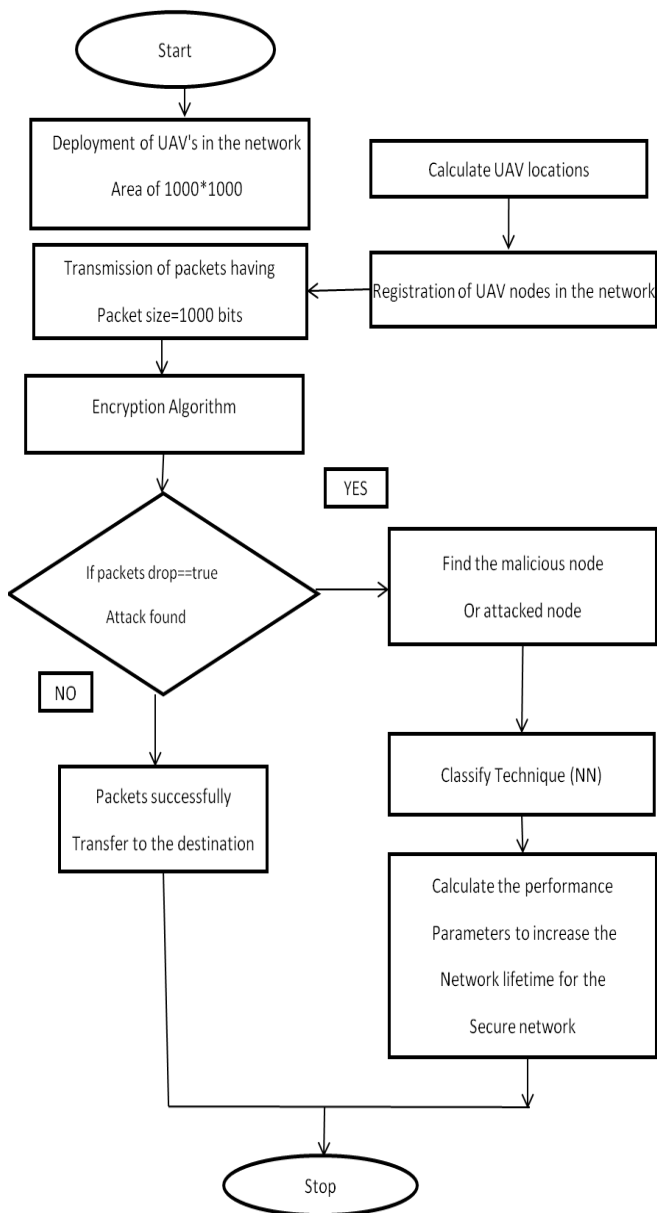 Start
Deployment of UAV's in the network
Area of 1000*1000
Calculate UAV locations
Transmission of packets having
Packet size=1000 bits
Registration of UAV nodes in the network
Encryption Algorithm
YES
If packets drop==true
Attack found
Find the malicious node
Or attacked node
NO
Packets successfully
Transfer to the destination
Classify Technique (NN)
Calculate the performance
Parameters to increase the
Network lifetime for the
Secure network
Stop